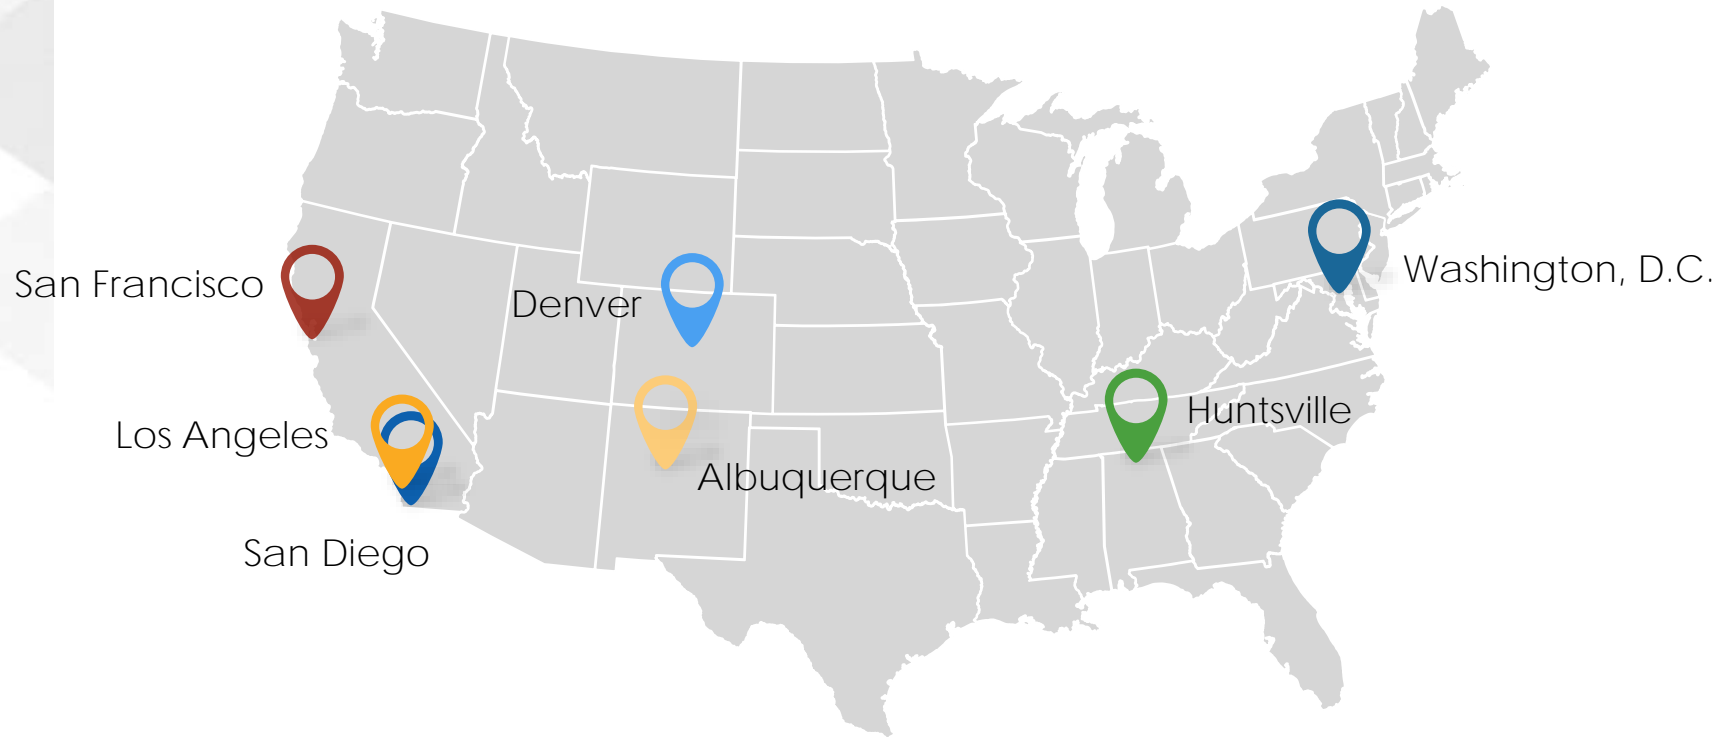 San Francisco
Denver
Washington, D.C.
Los Angeles
Huntsville
Albuquerque
San Diego